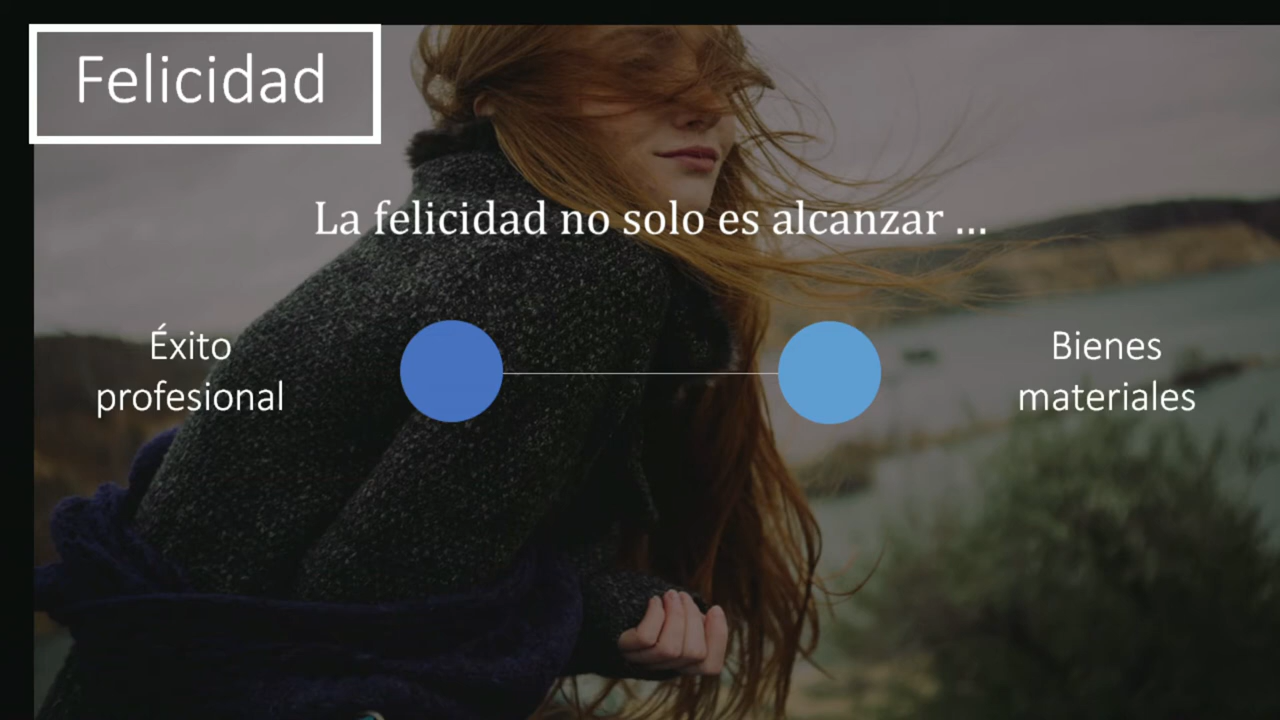 Felicidad
La felicidad no solo es alcanzar ...
Éxito
profesional
Bienes
materiales